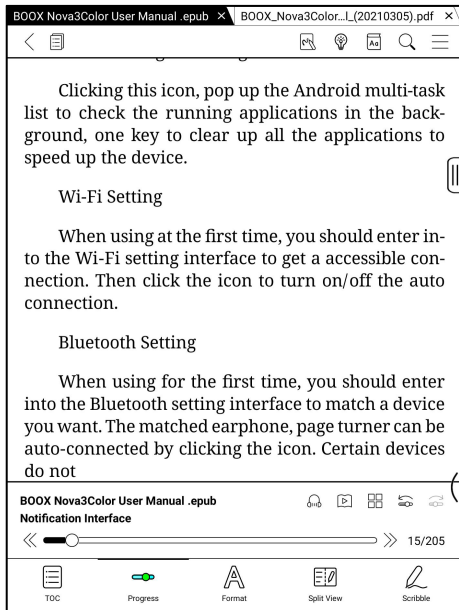 BOOX Nova3Color User Manual .epub × BOOX_Nova3Color...l_(20210305).pdf ×
Aa
Clicking this icon, pop up the Android multi-task
list to check the running applications in the back-
ground, one key to clear up all the applications to
speed up the device.
Wi-Fi Setting
When using at the first time, you should enter in-
to the Wi-Fi setting interface to get a accessible con-
nection. Then click the icon to turn on/off the auto
connection.
Bluetooth Setting
When using for the first time, you should enter
into the Bluetooth setting interface to match a device
you want. The matched earphone, page turner can be
auto-connected by clicking the icon. Certain devices
do not
BOOX Nova3Color User Manual .epub
Notification Interface
15/205
TOC Progress Format Split View Scribble